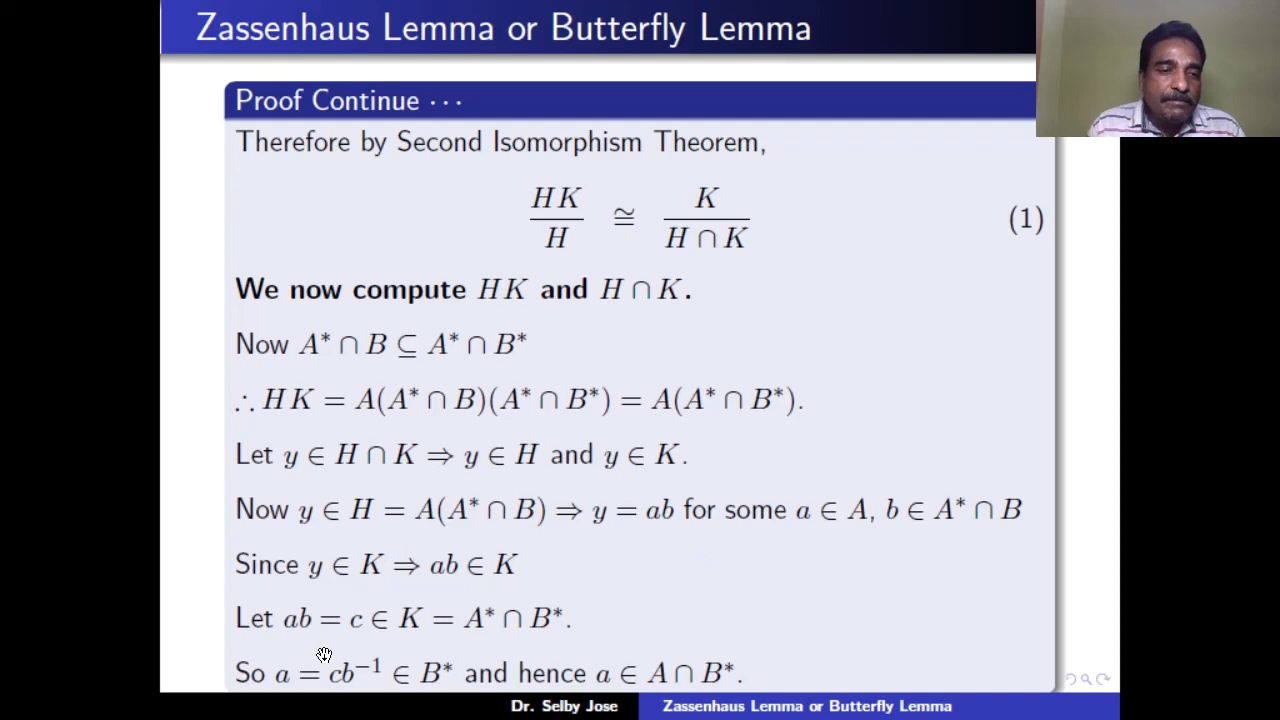 Zassenhaus Lemma or Butterfly Lemma
Proof Continue ···
Therefore by Second Isomorphism Theorem,
HK/H ≅ K/(H ∩ K) (1)
We now compute HK and H ∩ K.
Now A* ∩ B ⊆ A* ∩ B*
∴ HK = A(A* ∩ B)(A* ∩ B*) = A(A* ∩ B*).
Let y ∈ H ∩ K ⇒ y ∈ H and y ∈ K.
Now y ∈ H = A(A* ∩ B) ⇒ y = ab for some a ∈ A, b ∈ A* ∩ B
Since y ∈ K ⇒ ab ∈ K
Let ab = c ∈ K = A* ∩ B*.
So a = cb⁻¹ ∈ B* and hence a ∈ A ∩ B*.
Dr. Selby Jose Zassenhaus Lemma or Butterfly Lemma